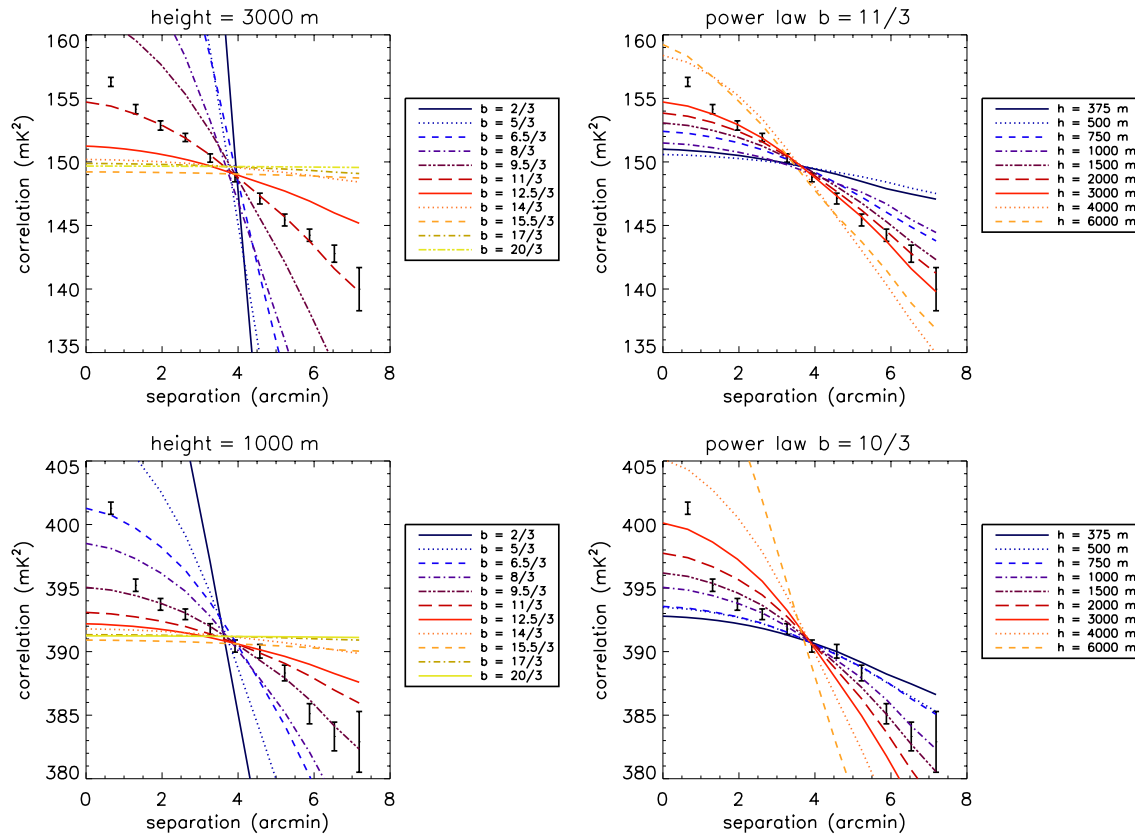 height = 3000 m
160
155
150
145
140
135
correlation (mK²)
0 2 4 6 8
separation (arcmin)
b = 2/3
b = 5/3
b = 6.5/3
b = 8/3
b = 9.5/3
b = 11/3
b = 12.5/3
b = 14/3
b = 15.5/3
b = 17/3
b = 20/3
power law b = 11/3
160
155
150
145
140
135
correlation (mK²)
0 2 4 6 8
separation (arcmin)
h = 375 m
h = 500 m
h = 750 m
h = 1000 m
h = 1500 m
h = 2000 m
h = 3000 m
h = 4000 m
h = 6000 m
height = 1000 m
405
400
395
390
385
380
correlation (mK²)
0 2 4 6 8
separation (arcmin)
b = 2/3
b = 5/3
b = 6.5/3
b = 8/3
b = 9.5/3
b = 11/3
b = 12.5/3
b = 14/3
b = 15.5/3
b = 17/3
b = 20/3
power law b = 10/3
405
400
395
390
385
380
correlation (mK²)
0 2 4 6 8
separation (arcmin)
h = 375 m
h = 500 m
h = 750 m
h = 1000 m
h = 1500 m
h = 2000 m
h = 3000 m
h = 4000 m
h = 6000 m